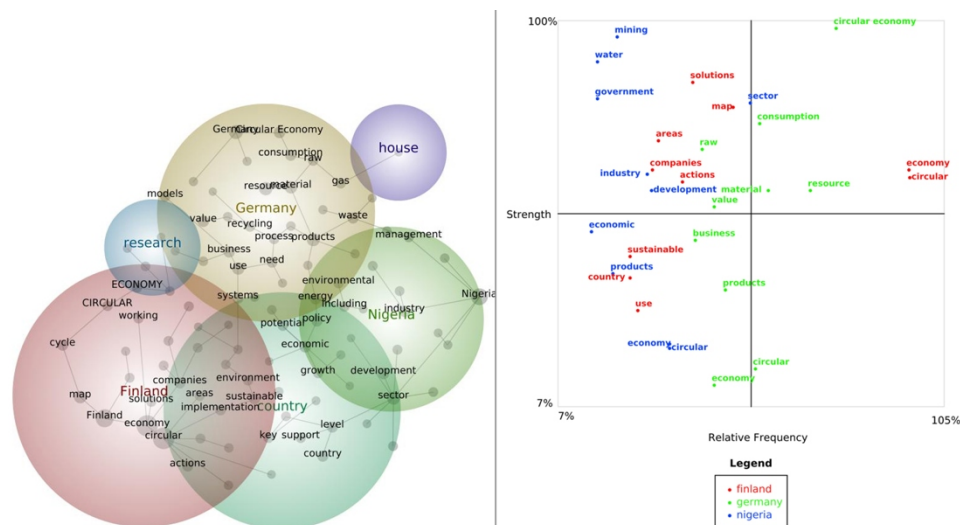 house
Germany
Circular Economy
consumption
raw
resource
material
gas
models
Germany
value
waste
recycling
process
products
management
research
business
use
need
environmental
ECONOMY
systems
energy
including
industry
Nigeria
Nigeria
CIRCULAR
working
potential
policy
economic
cycle
growth
development
companies
environment
Finland
map
solutions
areas
sustainable
sector
implementation
country
Finland
economy
circular
key
support
level
country
actions
100%
circular economy
mining
water
solutions
government
map
sector
consumption
areas
raw
companies
economy
industry
actions
circular
development
material
resource
value
Strength
economic
business
sustainable
products
country
products
use
economy
circular
circular
economy
7%
7%
105%
Relative Frequency
Legend
finland
germany
nigeria